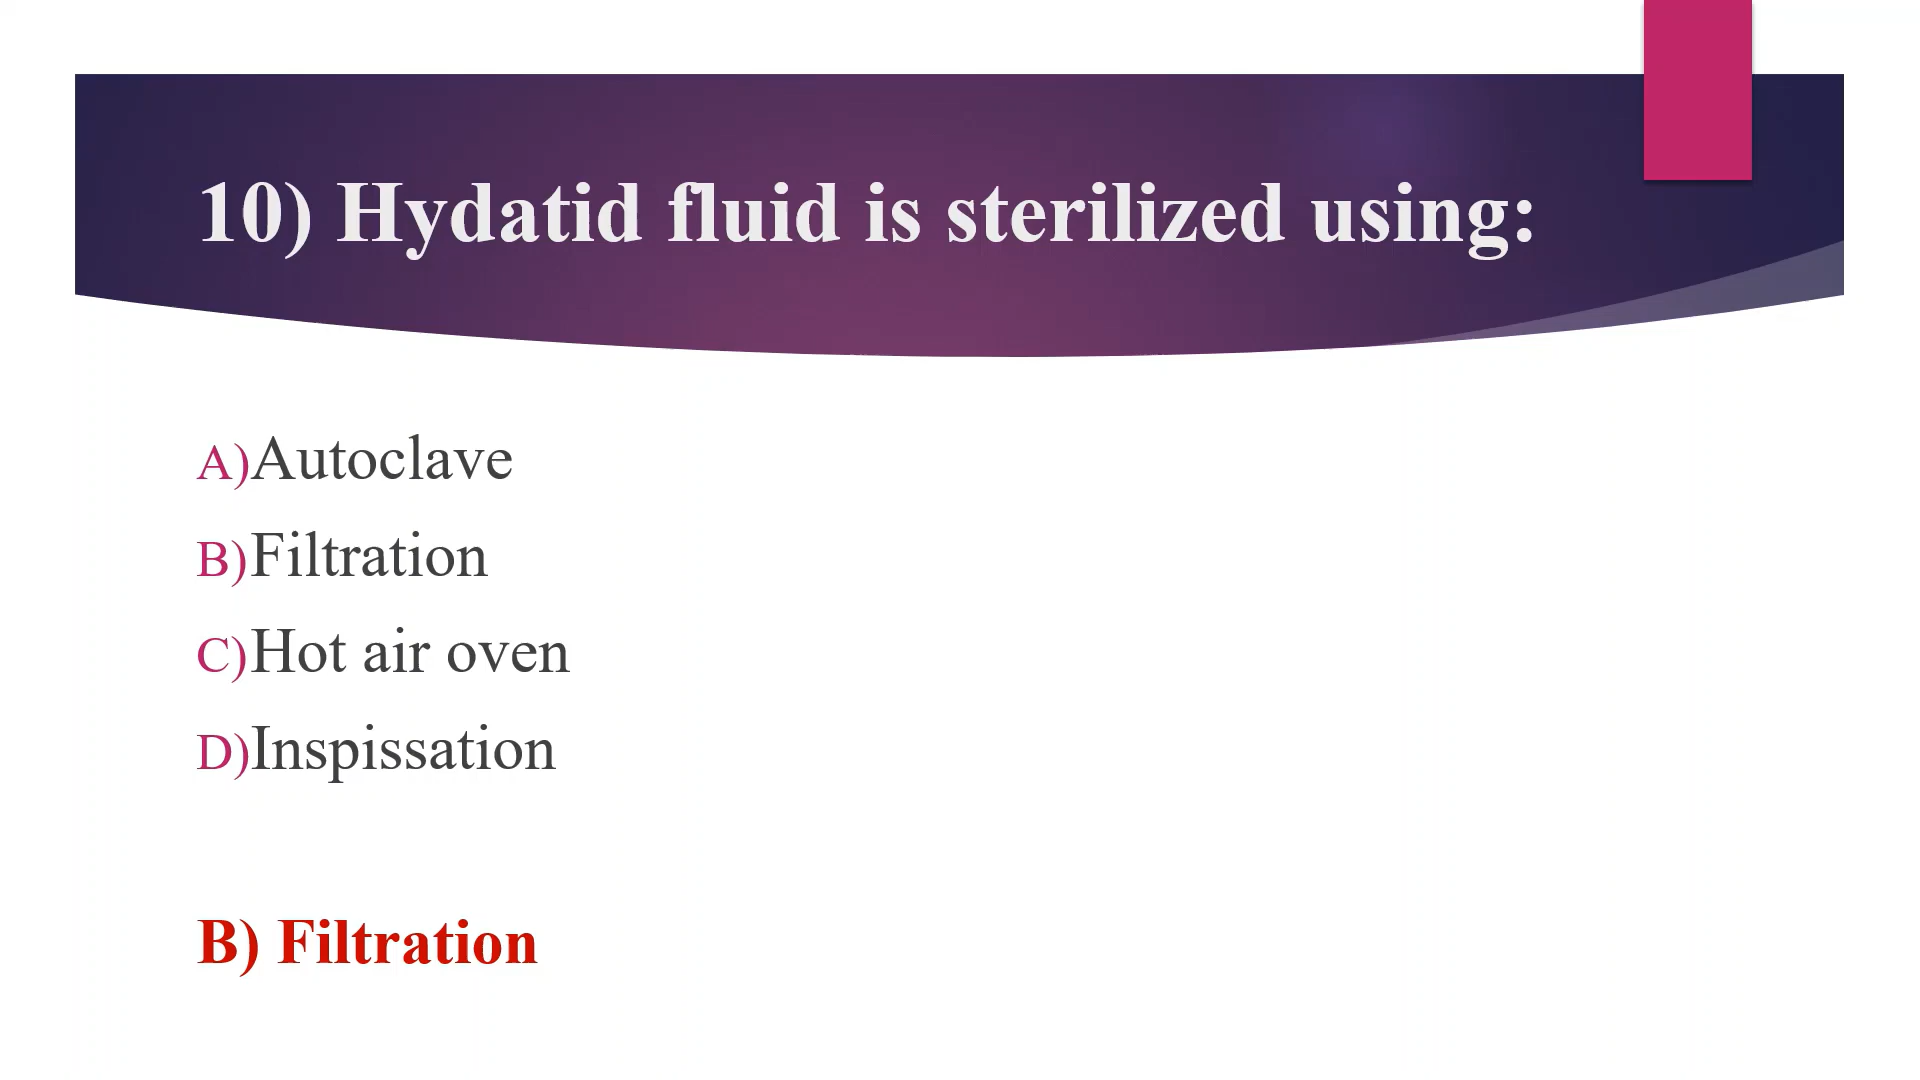 10) Hydatid fluid is sterilized using:
A)Autoclave
B)Filtration
C)Hot air oven
D)Inspissation
B) Filtration